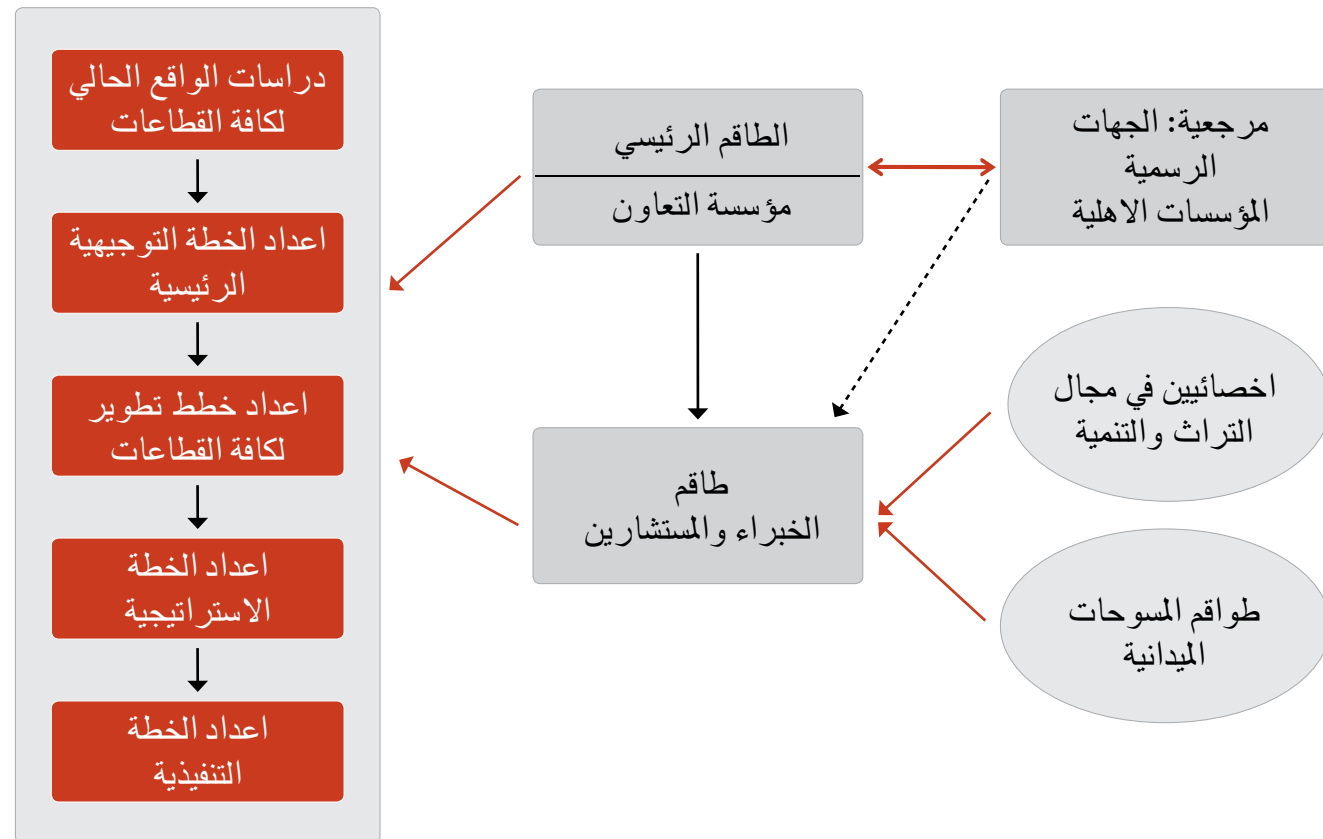 مرجعية: الجهات
الرسمية
المؤسسات الاهلية
الطاقم الرئيسي
مؤسسة التعاون
دراسات الواقع الحالي
لكافة القطاعات
اعداد الخطة التوجيهية
الرئيسية
اعداد خطط تطوير
لكافة القطاعات
اعداد الخطة
الاستراتيجية
اعداد الخطة
التنفيذية
اخصائيين في مجال
التراث والتنمية
طاقم
الخبراء والمستشارين
طواقم المسوحات
الميدانية